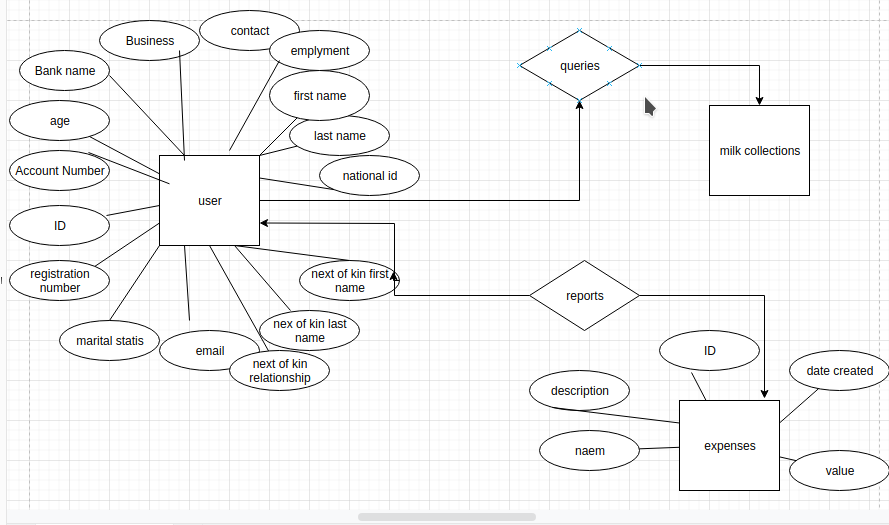 contact
Business
emplyment
queries
Bank name
first name
age
last name
milk collections
Account Number
national id
user
ID
registration
number
next of kin first
name
reports
nex of kin last
name
marital statis
email
next of kin
relationship
ID
date created
description
expenses
naem
value